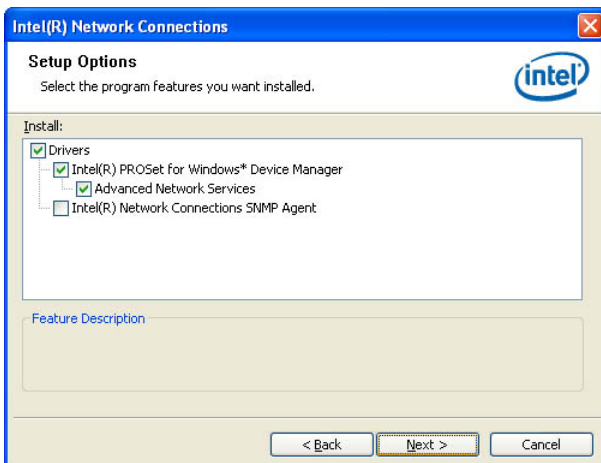 Intel(R) Network Connections
Setup Options
Select the program features you want installed.
intel
Install:
Drivers
Intel(R) PROSet for Windows* Device Manager
Advanced Network Services
Intel(R) Network Connections SNMP Agent
Feature Description
< Back
Next >
Cancel